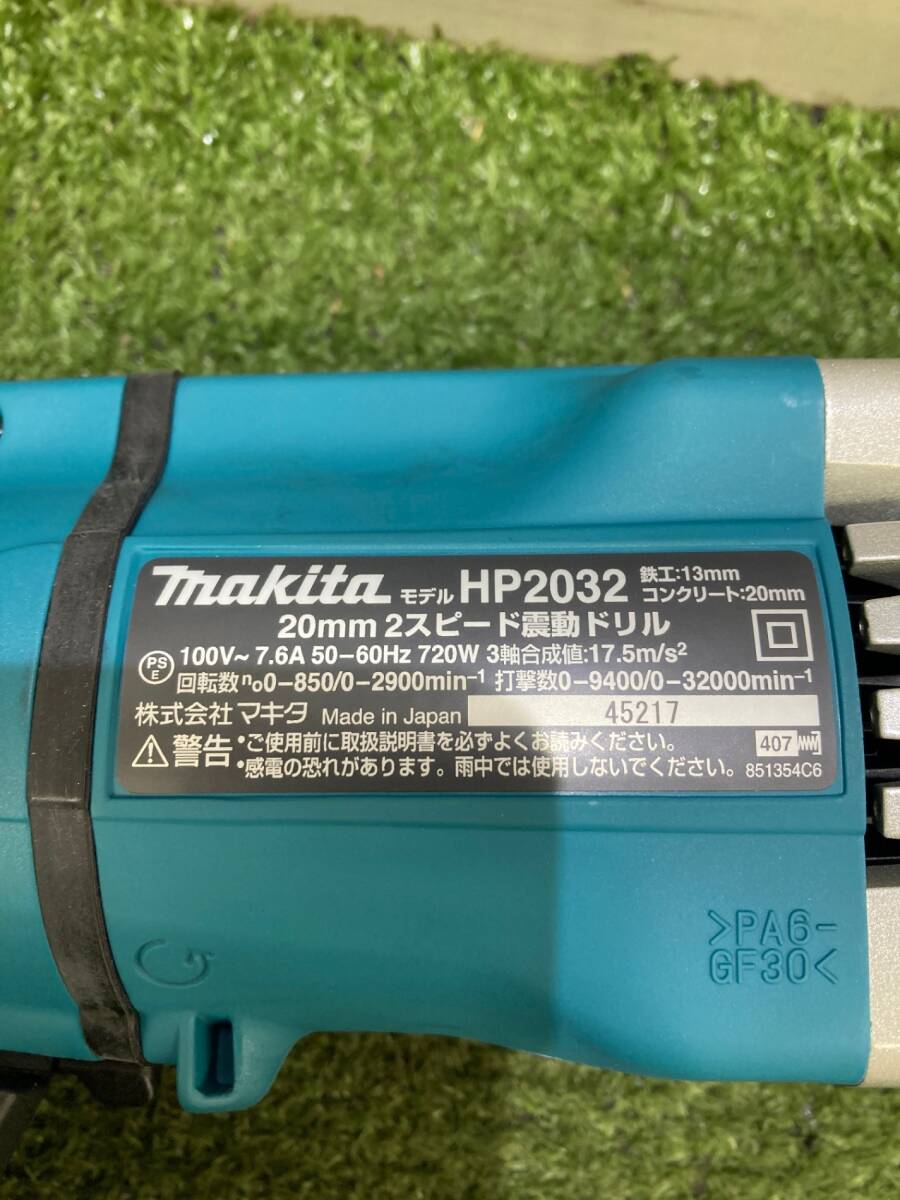 makita モデル HP2032 鉄工:13mm
コンクリート:20mm
20mm 2スピード震動ドリル
PS E 100V~ 7.6A 50-60Hz 720W 3軸合成値:17.5m/s²
回転数 n₀0-850/0-2900min⁻¹ 打撃数0-9400/0-32000min⁻¹
株式会社 マキタ Made in Japan 45217
警告 •ご使用前に取扱説明書を必ずよくお読みください。 407
•感電の恐れがあります。雨中では使用しないでください。 851354C6
>PA6-
GF30<